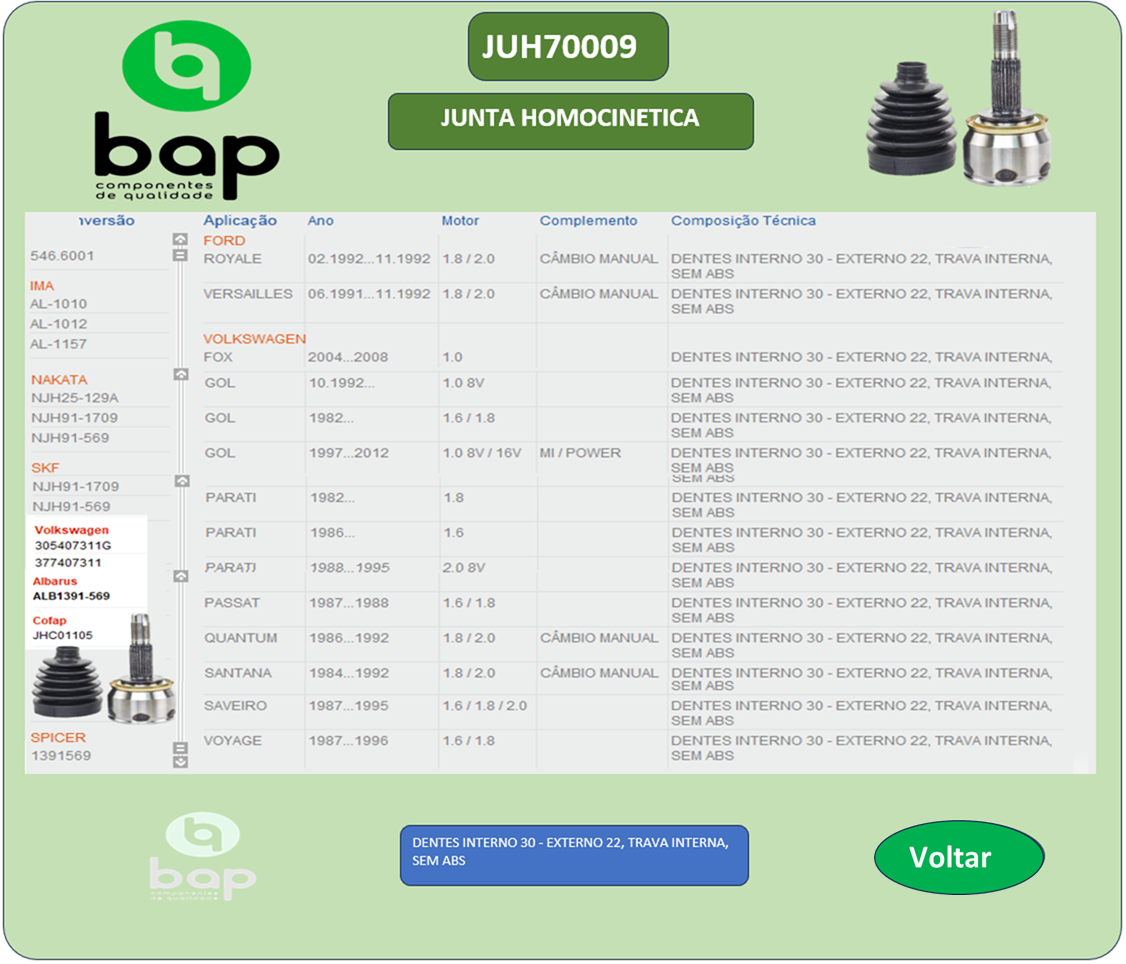 bap
componentes
de qualidade
JUH70009
JUNTA HOMOCINETICA
nversão
546.6001
IMA
AL-1010
AL-1012
AL-1157
NAKATA
NJH25-129A
NJH91-1709
NJH91-569
SKF
NJH91-1709
NJH91-569
Volkswagen
305407311G
377407311
Albarus
ALB1391-569
Cofap
JHC01105
SPICER
1391569
Aplicação Ano Motor Complemento Composição Técnica
FORD
ROYALE 02.1992...11.1992 1.8 / 2.0 CÂMBIO MANUAL DENTES INTERNO 30 - EXTERNO 22, TRAVA INTERNA,
SEM ABS
VERSAILLES 06.1991...11.1992 1.8 / 2.0 CÂMBIO MANUAL DENTES INTERNO 30 - EXTERNO 22, TRAVA INTERNA,
SEM ABS
VOLKSWAGEN
FOX 2004...2008 1.0 DENTES INTERNO 30 - EXTERNO 22, TRAVA INTERNA,
GOL 10.1992... 1.0 8V DENTES INTERNO 30 - EXTERNO 22, TRAVA INTERNA,
SEM ABS
GOL 1982... 1.6 / 1.8 DENTES INTERNO 30 - EXTERNO 22, TRAVA INTERNA,
SEM ABS
GOL 1997...2012 1.0 8V / 16V MI / POWER DENTES INTERNO 30 - EXTERNO 22, TRAVA INTERNA,
SEM ABS
SEM ABS
PARATI 1982... 1.8 DENTES INTERNO 30 - EXTERNO 22, TRAVA INTERNA,
SEM ABS
PARATI 1986... 1.6 DENTES INTERNO 30 - EXTERNO 22, TRAVA INTERNA,
SEM ABS
PARATI 1988...1995 2.0 8V DENTES INTERNO 30 - EXTERNO 22, TRAVA INTERNA,
SEM ABS
PASSAT 1987...1988 1.6 / 1.8 DENTES INTERNO 30 - EXTERNO 22, TRAVA INTERNA,
SEM ABS
QUANTUM 1986...1992 1.8 / 2.0 CÂMBIO MANUAL DENTES INTERNO 30 - EXTERNO 22, TRAVA INTERNA,
SEM ABS
SANTANA 1984...1992 1.8 / 2.0 CÂMBIO MANUAL DENTES INTERNO 30 - EXTERNO 22, TRAVA INTERNA,
SEM ABS
SAVEIRO 1987...1995 1.6 / 1.8 / 2.0 DENTES INTERNO 30 - EXTERNO 22, TRAVA INTERNA,
SEM ABS
VOYAGE 1987...1996 1.6 / 1.8 DENTES INTERNO 30 - EXTERNO 22, TRAVA INTERNA,
SEM ABS
bap
componentes
de qualidade
DENTES INTERNO 30 - EXTERNO 22, TRAVA INTERNA,
SEM ABS
Voltar